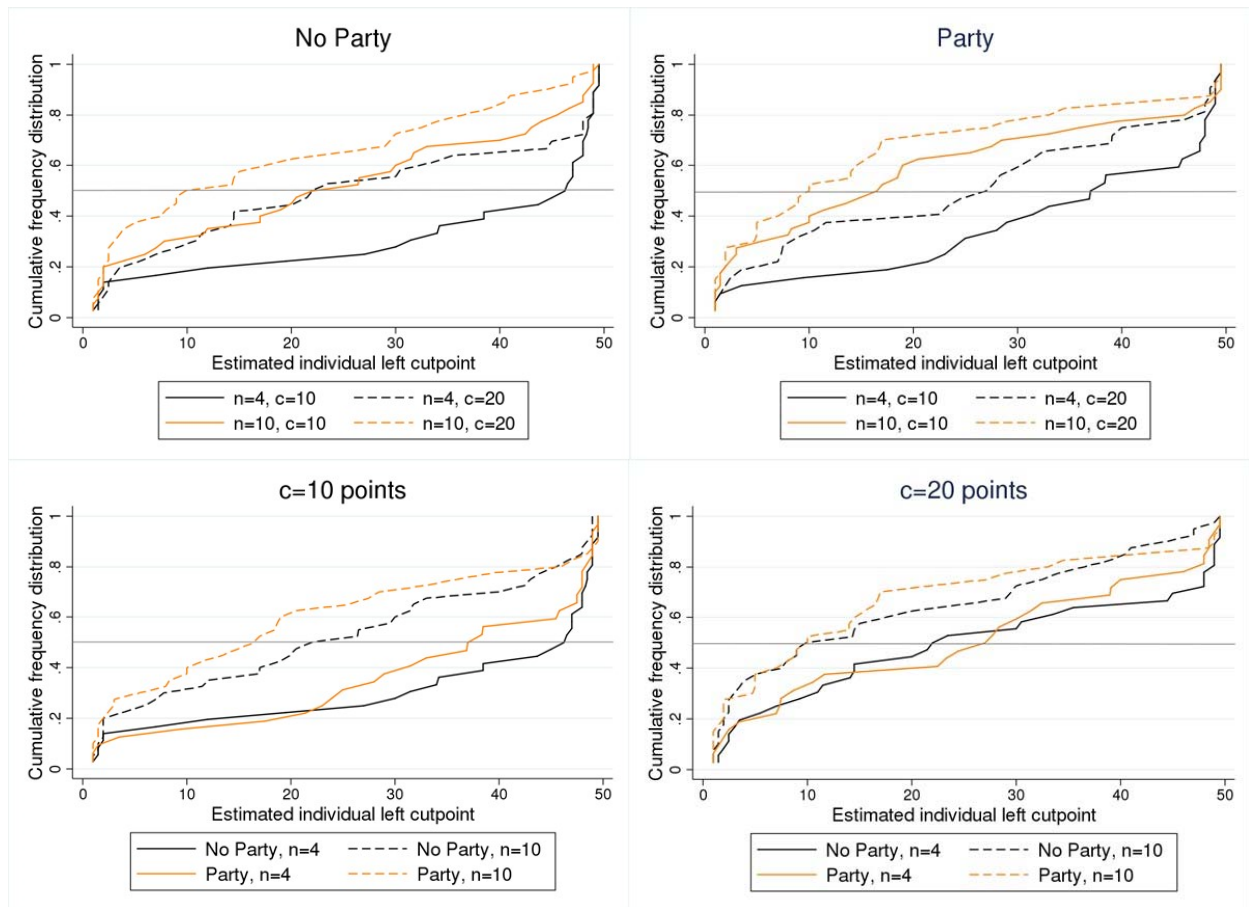 No Party
Cumulative frequency distribution
1
.8
.6
.4
.2
0
0 10 20 30 40 50
Estimated individual left cutpoint
n=4, c=10 n=4, c=20
n=10, c=10 n=10, c=20
Party
Cumulative frequency distribution
1
.8
.6
.4
.2
0
0 10 20 30 40 50
Estimated individual left cutpoint
n=4, c=10 n=4, c=20
n=10, c=10 n=10, c=20
c=10 points
Cumulative frequency distribution
1
.8
.6
.4
.2
0
0 10 20 30 40 50
Estimated individual left cutpoint
No Party, n=4 No Party, n=10
Party, n=4 Party, n=10
c=20 points
Cumulative frequency distribution
1
.8
.6
.4
.2
0
0 10 20 30 40 50
Estimated individual left cutpoint
No Party, n=4 No Party, n=10
Party, n=4 Party, n=10